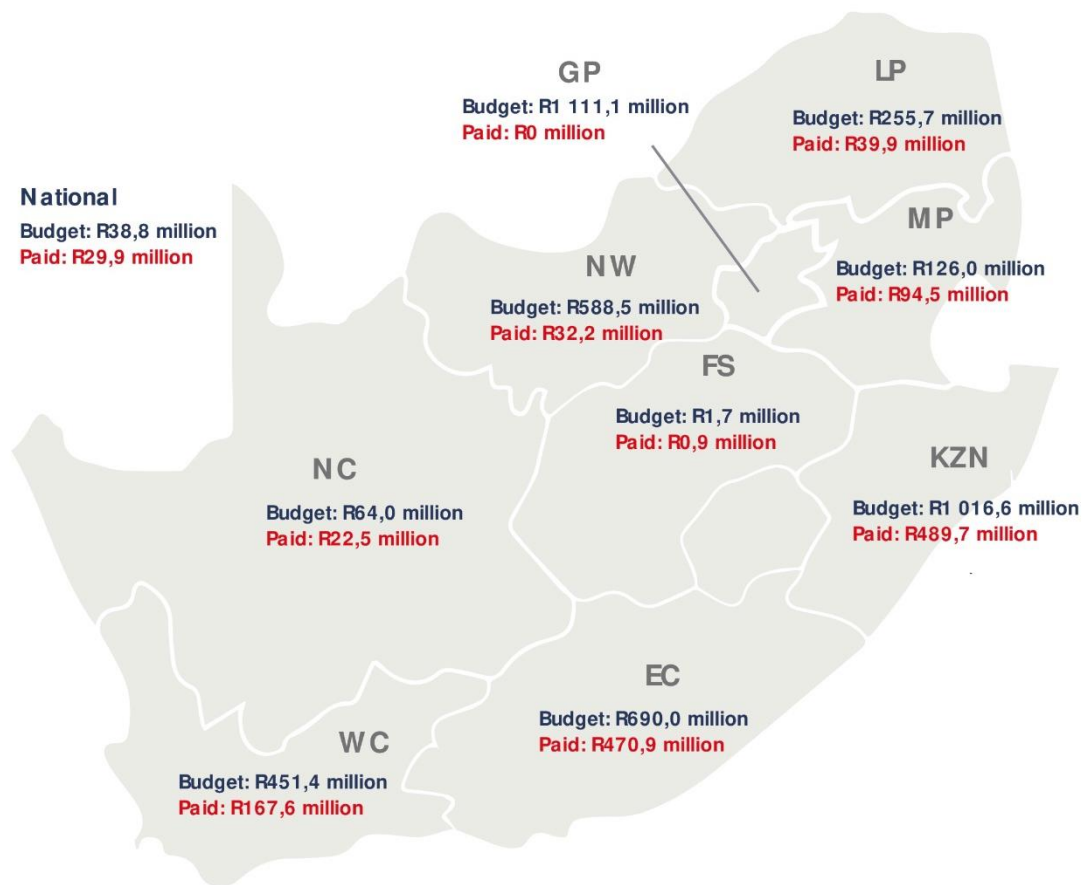 GP
Budget: R1 111,1 million
Paid: R0 million
LP
Budget: R255,7 million
Paid: R39,9 million
National
Budget: R38,8 million
Paid: R29,9 million
MP
Budget: R126,0 million
Paid: R94,5 million
NW
Budget: R588,5 million
Paid: R32,2 million
FS
Budget: R1,7 million
Paid: R0,9 million
NC
Budget: R64,0 million
Paid: R22,5 million
KZN
Budget: R1 016,6 million
Paid: R489,7 million
EC
Budget: R690,0 million
Paid: R470,9 million
WC
Budget: R451,4 million
Paid: R167,6 million